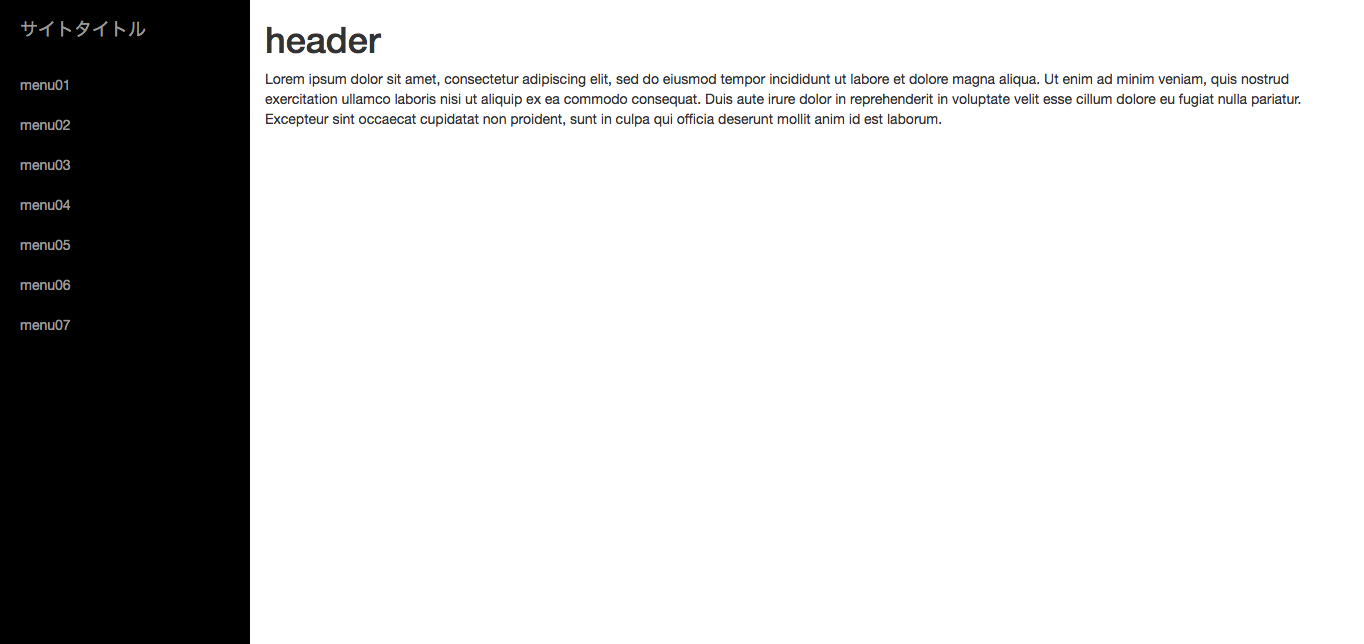 サイトタイトル
menu01
menu02
menu03
menu04
menu05
menu06
menu07
header
Lorem ipsum dolor sit amet, consectetur adipiscing elit, sed do eiusmod tempor incididunt ut labore et dolore magna aliqua. Ut enim ad minim veniam, quis nostrud
exercitation ullamco laboris nisi ut aliquip ex ea commodo consequat. Duis aute irure dolor in reprehenderit in voluptate velit esse cillum dolore eu fugiat nulla pariatur.
Excepteur sint occaecat cupidatat non proident, sunt in culpa qui officia deserunt mollit anim id est laborum.